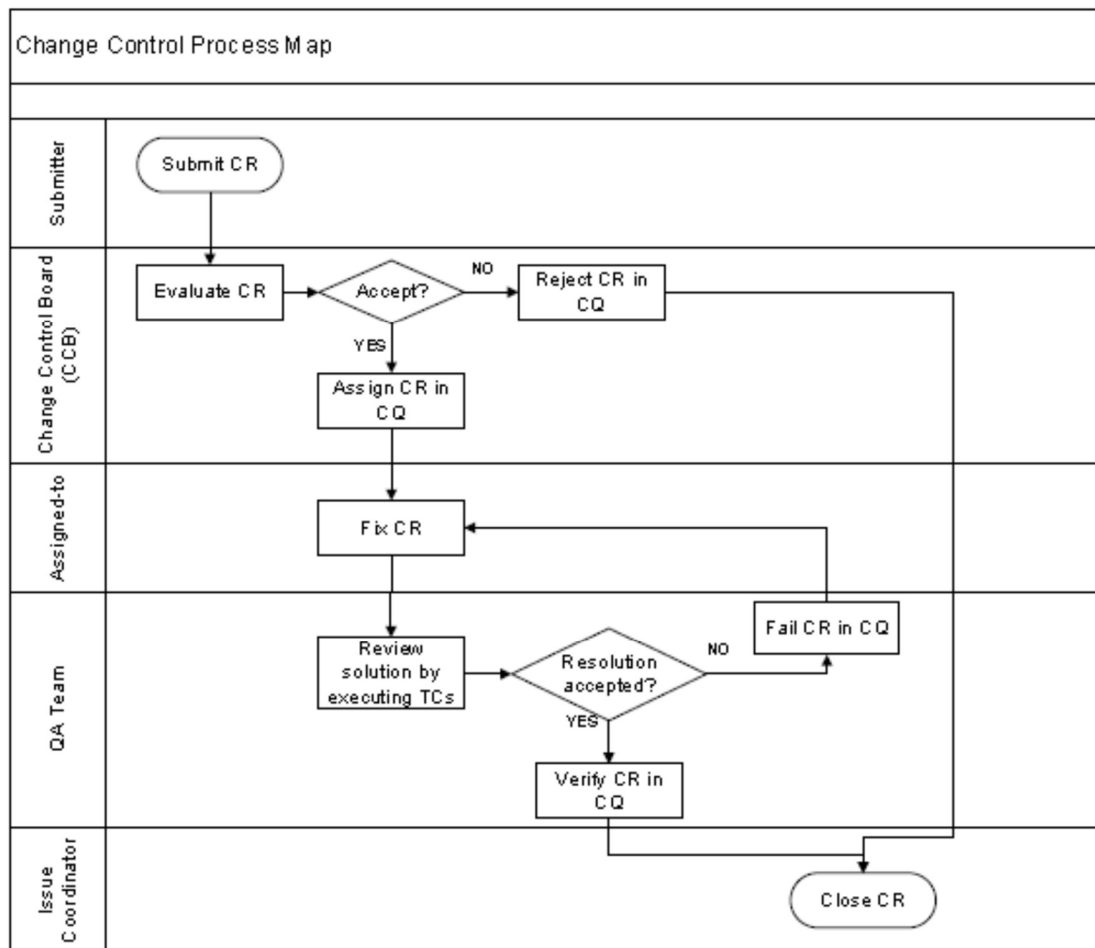 Change Control Process Map
Submitter
Submit CR
Change Control Board
(CCB)
Evaluate CR
Accept?
NO
Reject CR in
CQ
YES
Assign CR in
CQ
Assigned-to
Fix CR
QA Team
Review
solution by
executing TCs
Resolution
accepted?
NO
Fail CR in CQ
YES
Verify CR in
CQ
Issue
Coordinator
Close CR